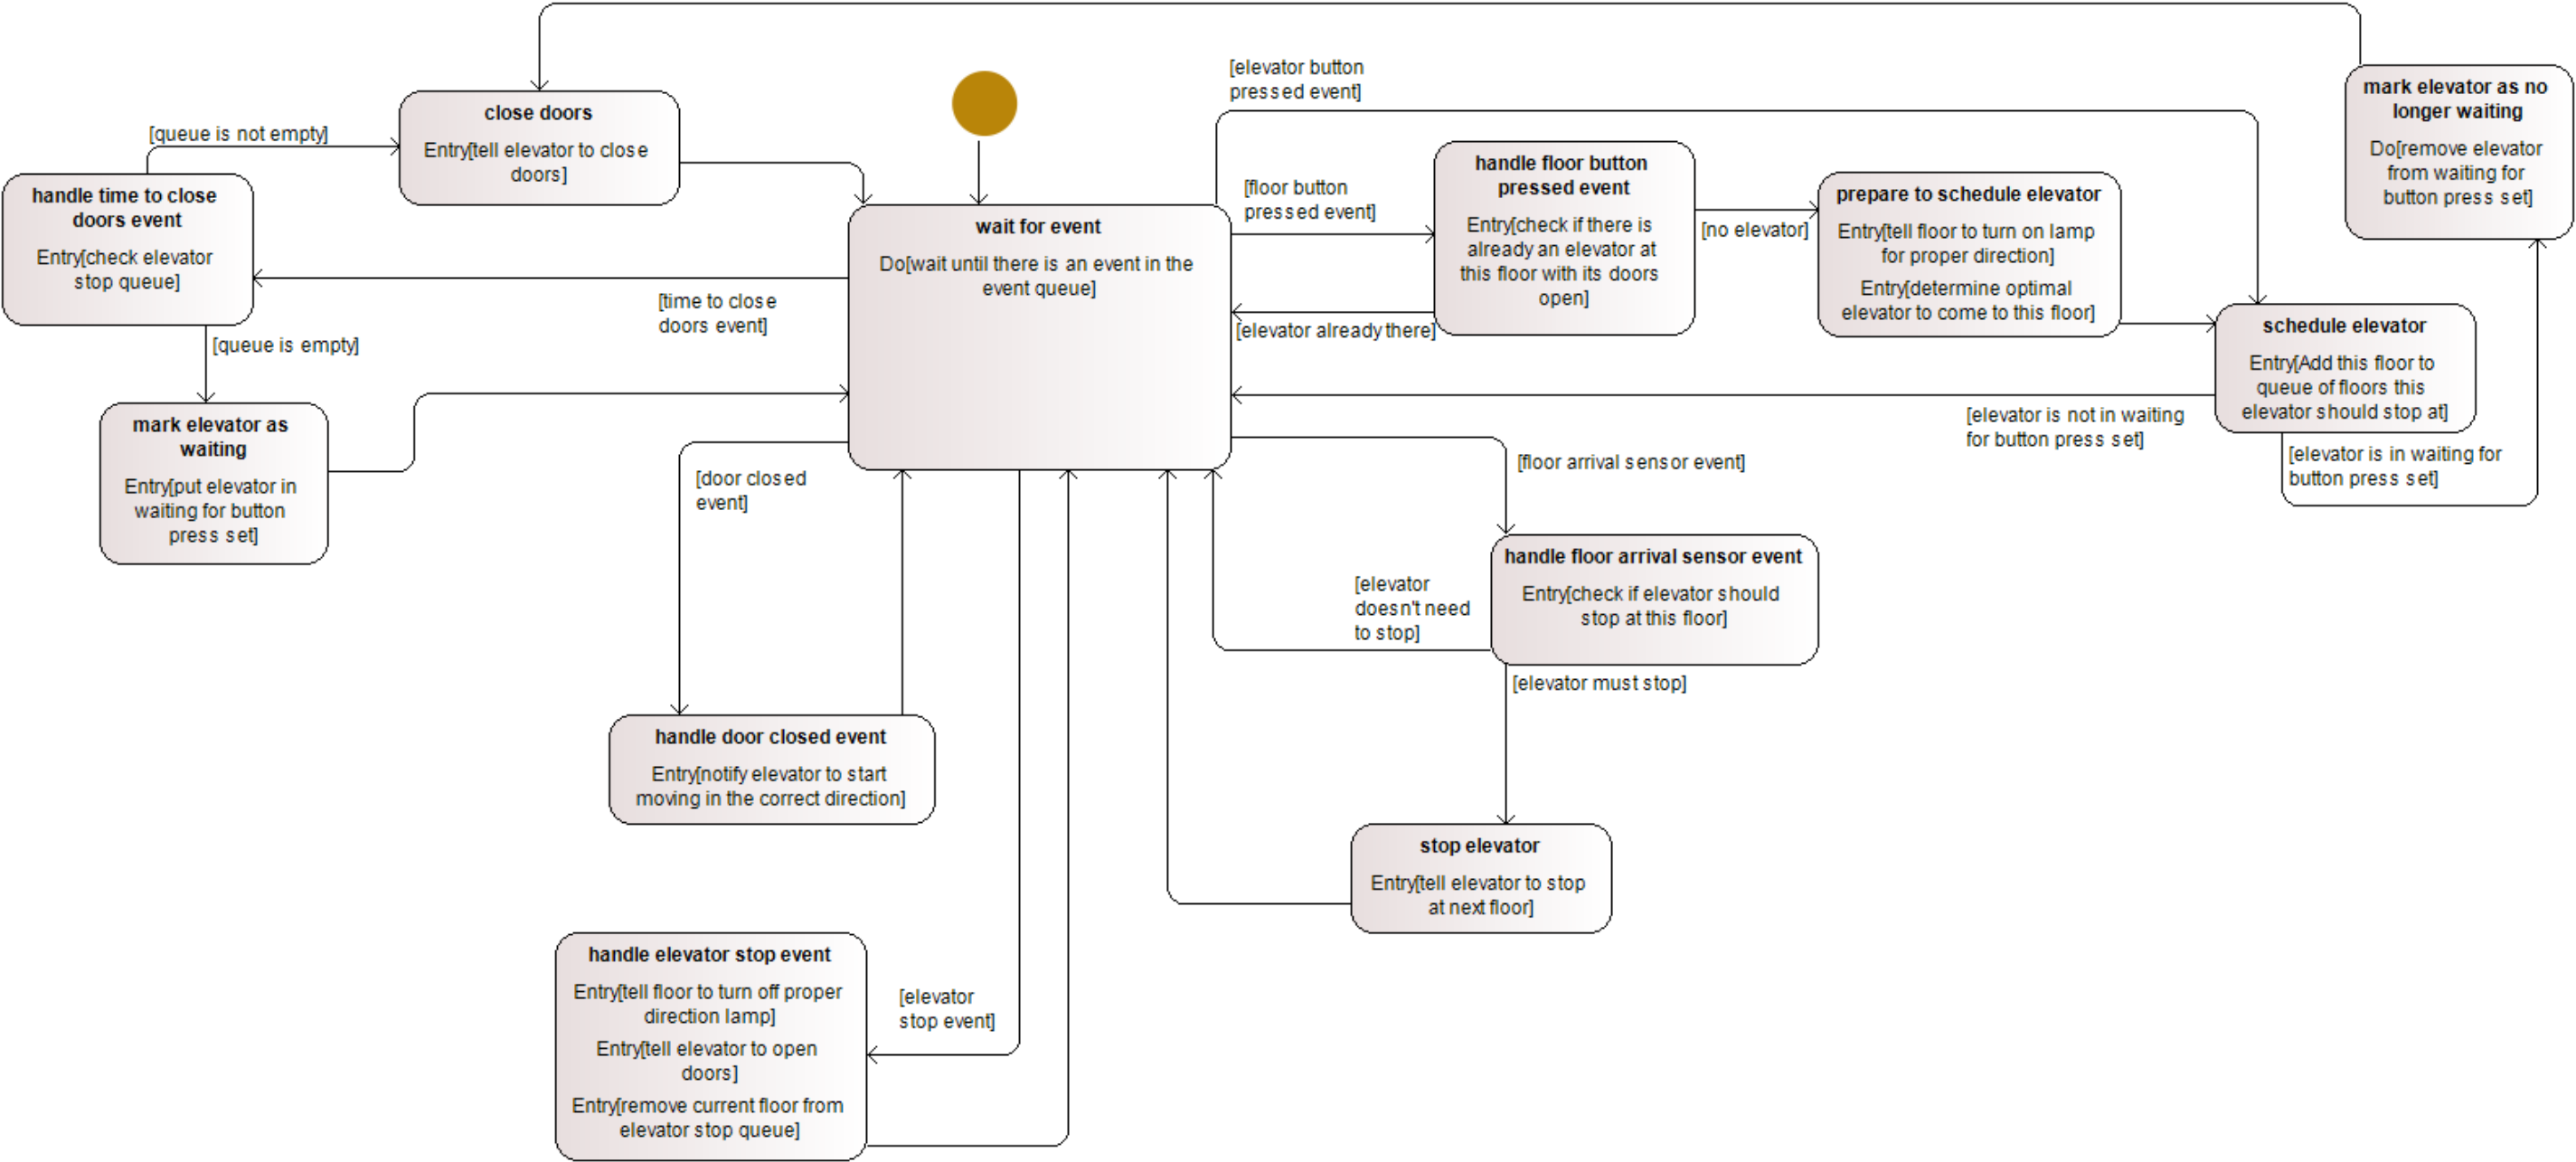 [elevator button
pressed event]
mark elevator as no
longer waiting
Do[remove elevator
from waiting for
button press set]
close doors
Entry[tell elevator to close
doors]
[queue is not empty]
handle time to close
doors event
Entry[check elevator
stop queue]
wait for event
Do[wait until there is an event in the
event queue]
[floor button
pressed event]
handle floor button
pressed event
Entry[check if there is
already an elevator at
this floor with its doors
open]
[no elevator]
prepare to schedule elevator
Entry[tell floor to turn on lamp
for proper direction]
Entry[determine optimal
elevator to come to this floor]
[time to close
doors event]
[elevator already there]
schedule elevator
Entry[Add this floor to
queue of floors this
elevator should stop at]
[queue is empty]
mark elevator as
waiting
Entry[put elevator in
waiting for button
press set]
[elevator is not in waiting
for button press set]
[elevator is in waiting for
button press set]
[door closed
event]
[floor arrival sensor event]
handle floor arrival sensor event
Entry[check if elevator should
stop at this floor]
[elevator
doesn't need
to stop]
[elevator must stop]
handle door closed event
Entry[notify elevator to start
moving in the correct direction]
stop elevator
Entry[tell elevator to stop
at next floor]
handle elevator stop event
Entry[tell floor to turn off proper
direction lamp]
Entry[tell elevator to open
doors]
Entry[remove current floor from
elevator stop queue]
[elevator
stop event]